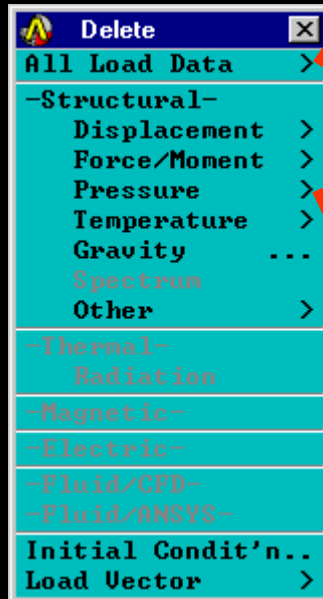 Delete
All Load Data >
-Structural-
Displacement >
Force/Moment >
Pressure >
Temperature >
Gravity ...
Spectrum
Other >
-Thermal-
Radiation
-Magnetic-
-Electric-
-Fluid/CFD-
-Fluid/ANSYS-
Initial Condit'n..
Load Vector >